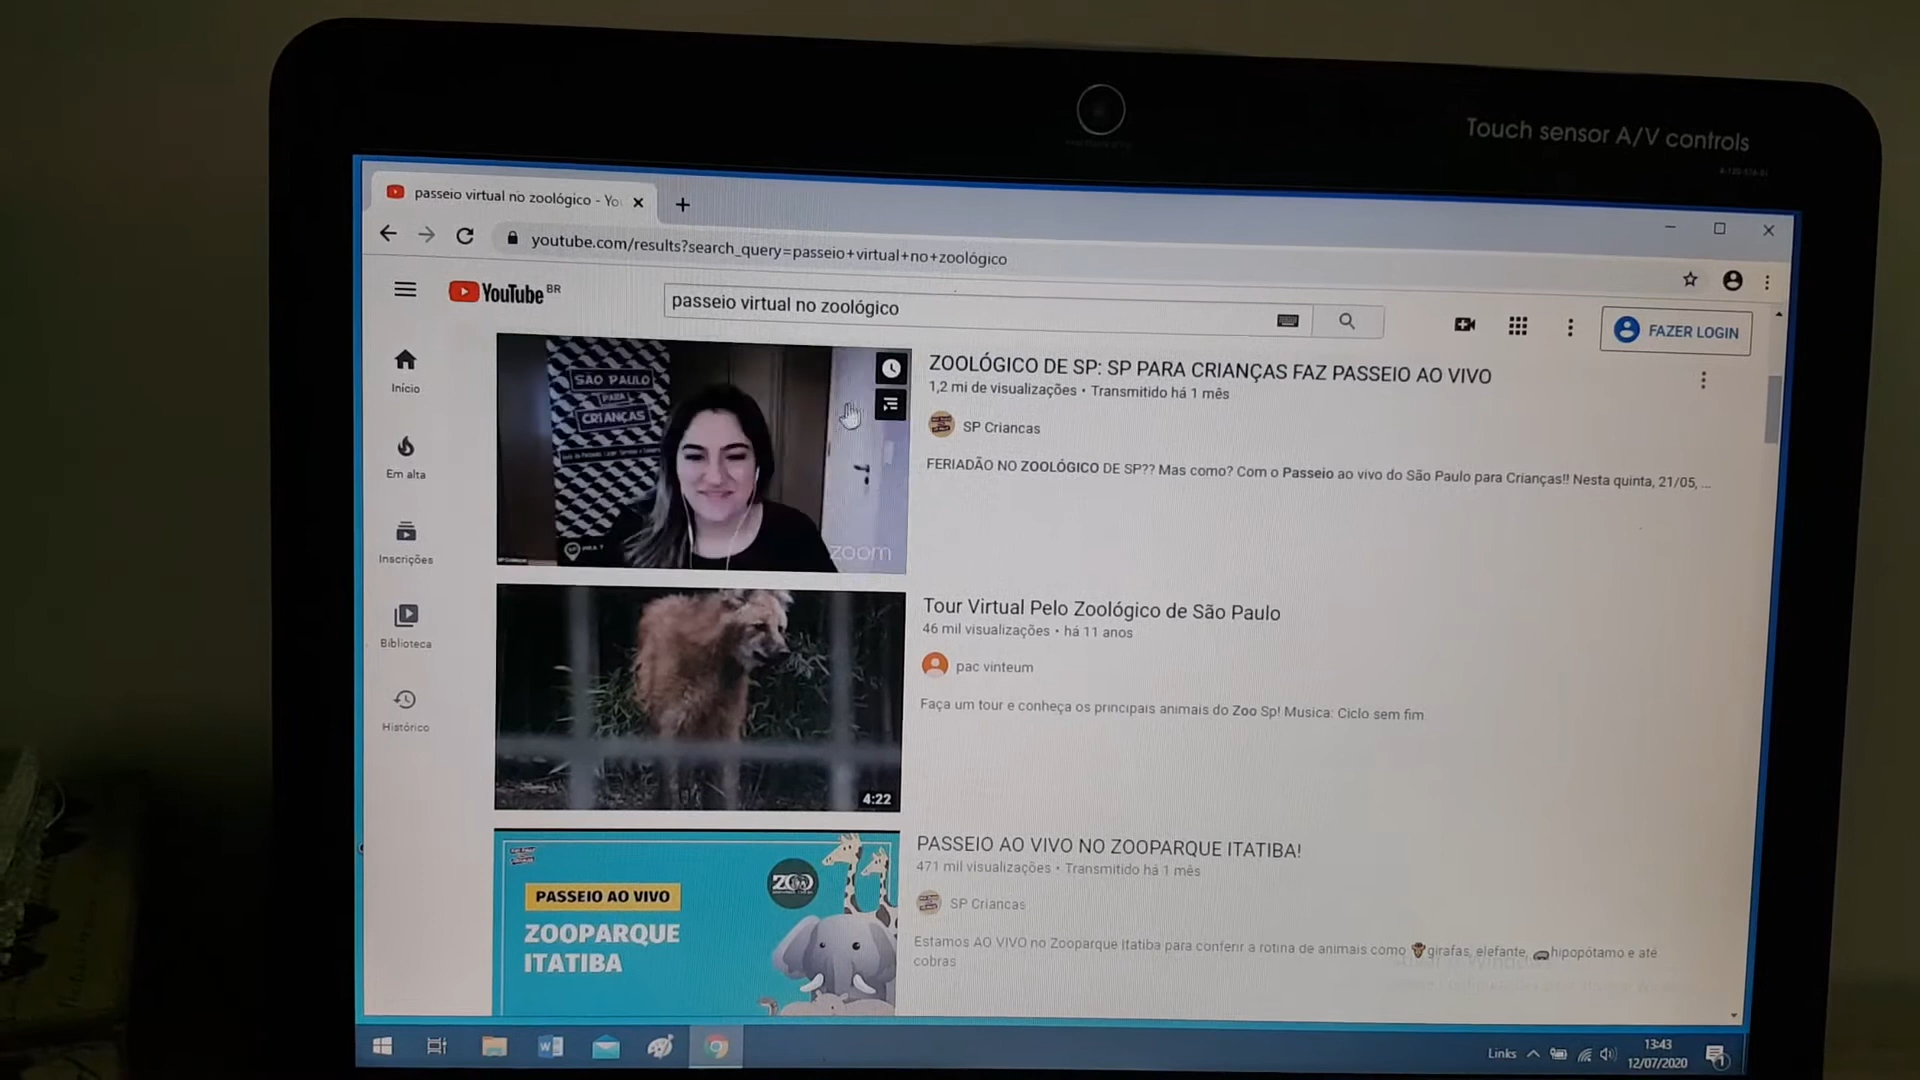 Touch sensor A/V controls
passeio virtual no zoológico - Yo
youtube.com/results?search_query=passeio+virtual+no+zoológico
YouTube BR
passeio virtual no zoológico
FAZER LOGIN
Início
Em alta
Inscrições
Biblioteca
Histórico
SÃO PAULO
PARA
CRIANÇAS
zoom
ZOOLÓGICO DE SP: SP PARA CRIANÇAS FAZ PASSEIO AO VIVO
1,2 mi de visualizações • Transmitido há 1 mês
SP Criancas
FERIADÃO NO ZOOLÓGICO DE SP?? Mas como? Com o Passeio ao vivo do São Paulo para Crianças!! Nesta quinta, 21/05, ...
4:22
Tour Virtual Pelo Zoológico de São Paulo
46 mil visualizações • há 11 anos
pac vinteum
Faça um tour e conheça os principais animais do Zoo Sp! Musica: Ciclo sem fim
PASSEIO AO VIVO
ZOOPARQUE
ITATIBA
ZOO
PASSEIO AO VIVO NO ZOOPARQUE ITATIBA!
471 mil visualizações • Transmitido há 1 mês
SP Criancas
Estamos AO VIVO no Zooparque Itatiba para conferir a rotina de animais como girafas, elefante, hipopótamo e até
cobras
Links
13:43
12/07/2020